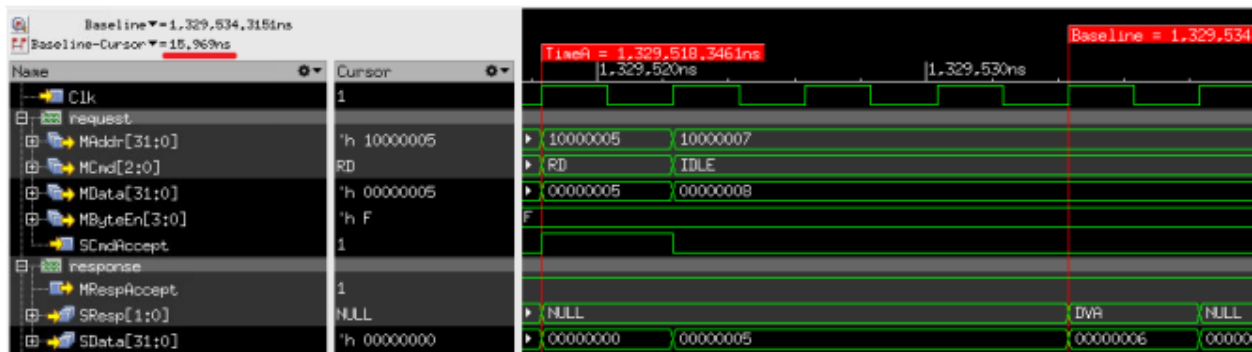 Baseline▼=1,329,534.3151ns
Baseline-Cursor▼=15.969ns
Baseline = 1,329,534
TimeA = 1,329,518.3461ns
Name Cursor 1,329,520ns 1,329,530ns
Clk 1
request
MAddr[31:0] 'h 10000005 10000005 10000007
MCmd[2:0] RD RD IDLE
MData[31:0] 'h 00000005 00000005 00000008
MByteEn[3:0] 'h F F
SCmdAccept 1
response
MRespAccept 1
SResp[1:0] NULL NULL DVA NULL
SData[31:0] 'h 00000000 00000000 00000005 00000006 00000